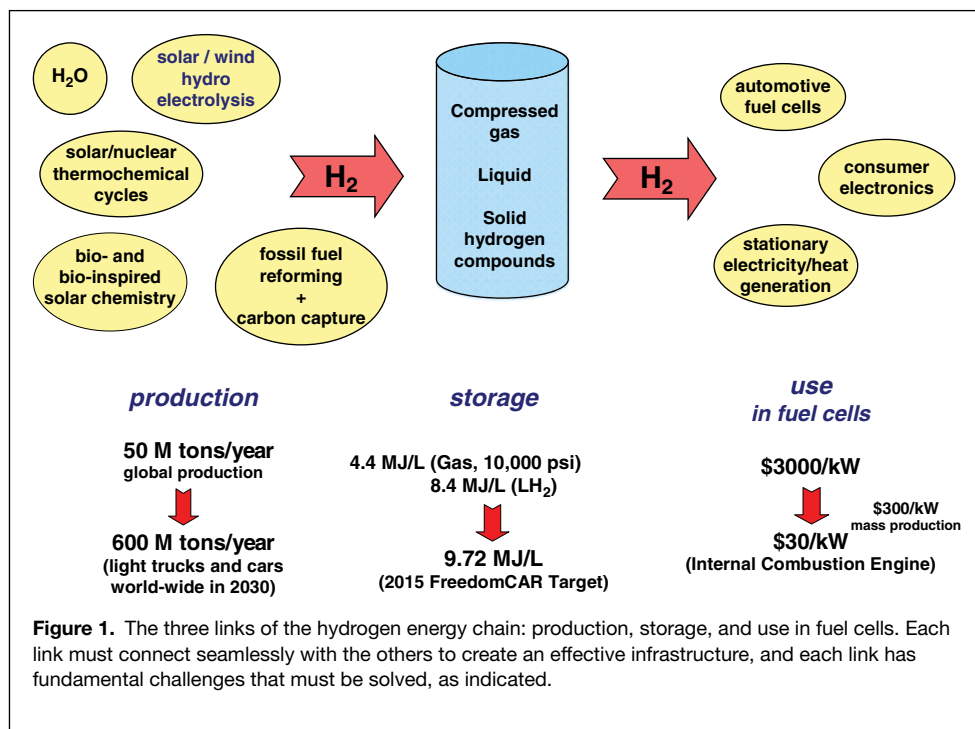 H₂O
solar / wind
hydro
electrolysis
solar/nuclear
thermochemical
cycles
bio- and
bio-inspired
solar chemistry
fossil fuel
reforming
+
carbon capture
H₂
Compressed
gas
Liquid
Solid
hydrogen
compounds
H₂
automotive
fuel cells
consumer
electronics
stationary
electricity/heat
generation
production
50 M tons/year
global production
600 M tons/year
(light trucks and cars
world-wide in 2030)
storage
4.4 MJ/L (Gas, 10,000 psi)
8.4 MJ/L (LH₂)
9.72 MJ/L
(2015 FreedomCAR Target)
use
in fuel cells
$3000/kW
$300/kW
mass production
$30/kW
(Internal Combustion Engine)
Figure 1. The three links of the hydrogen energy chain: production, storage, and use in fuel cells. Each
link must connect seamlessly with the others to create an effective infrastructure, and each link has
fundamental challenges that must be solved, as indicated.